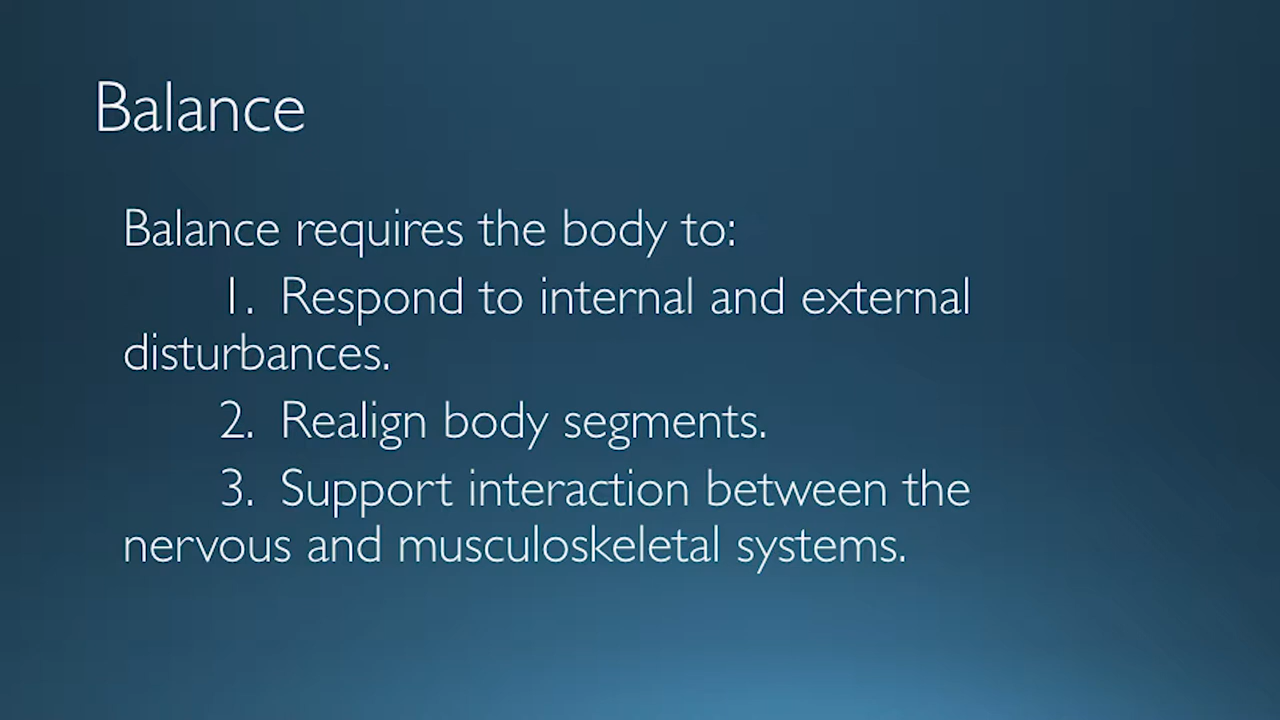 Balance
Balance requires the body to:
1. Respond to internal and external
disturbances.
2. Realign body segments.
3. Support interaction between the
nervous and musculoskeletal systems.